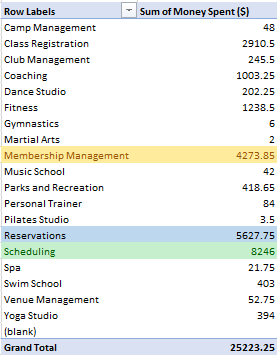 Row Labels Sum of Money Spent ($)
Camp Management 48
Class Registration 2910.5
Club Management 245.5
Coaching 1003.25
Dance Studio 202.25
Fitness 1238.5
Gymnastics 6
Martial Arts 2
Membership Management 4273.85
Music School 42
Parks and Recreation 418.65
Personal Trainer 84
Pilates Studio 3.5
Reservations 5627.75
Scheduling 8246
Spa 21.75
Swim School 403
Venue Management 52.75
Yoga Studio 394
(blank)
Grand Total 25223.25